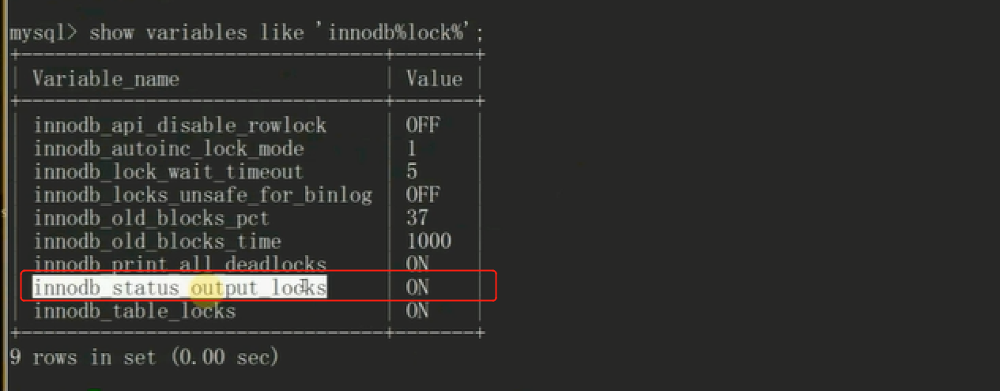 mysql> show variables like 'innodb%lock%';
| Variable_name | Value |
| innodb_api_disable_rowlock | OFF |
| innodb_autoinc_lock_mode | 1 |
| innodb_lock_wait_timeout | 5 |
| innodb_locks_unsafe_for_binlog | OFF |
| innodb_old_blocks_pct | 37 |
| innodb_old_blocks_time | 1000 |
| innodb_print_all_deadlocks | ON |
| innodb_status_output_locks | ON |
| innodb_table_locks | ON |
9 rows in set (0.00 sec)